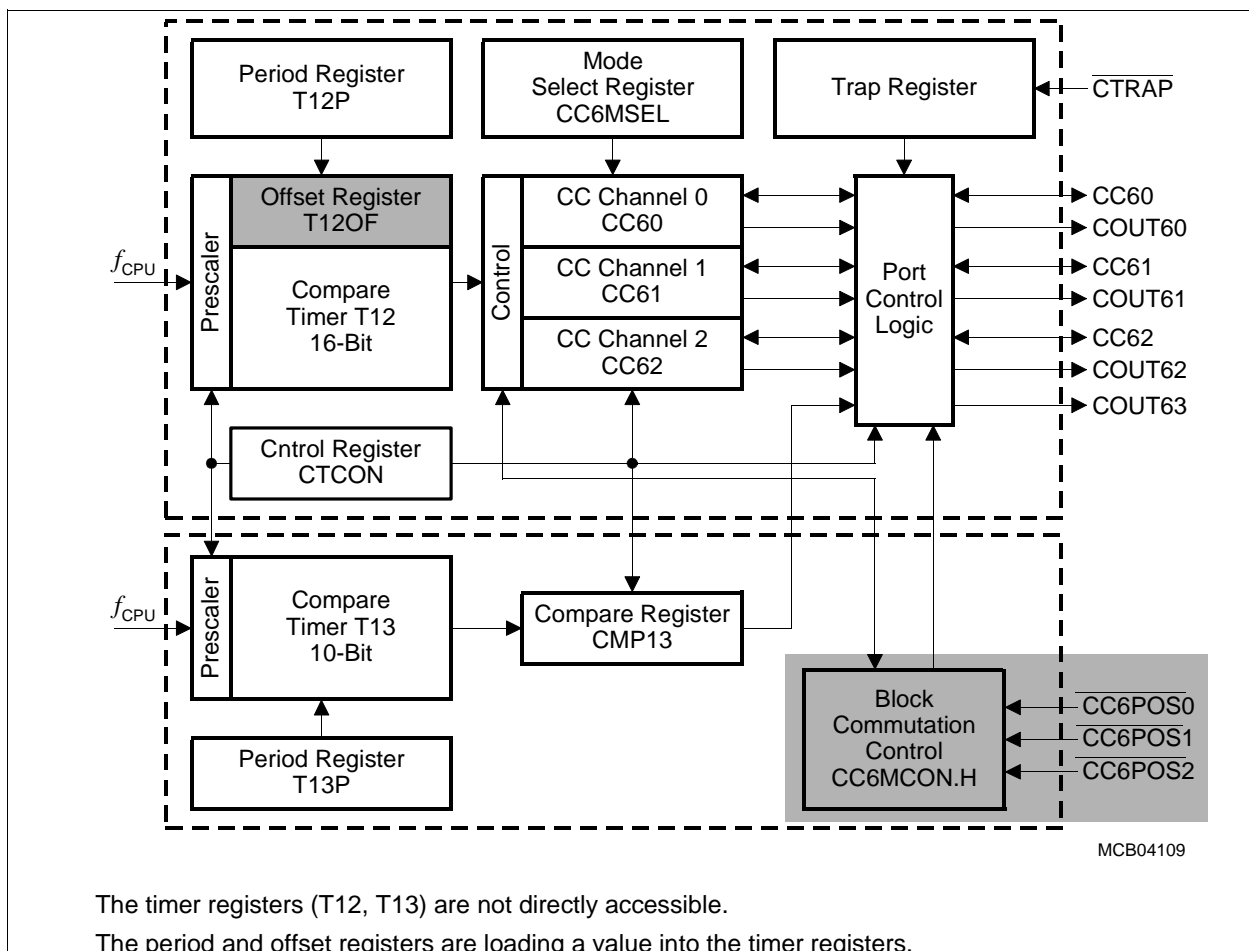 Period Register
T12P
Mode
Select Register
CC6MSEL
Trap Register
CTRAP
Prescaler
Offset Register
T12OF
fCPU
Compare
Timer T12
16-Bit
Control
CC Channel 0
CC60
CC Channel 1
CC61
CC Channel 2
CC62
Port
Control
Logic
CC60
COUT60
CC61
COUT61
CC62
COUT62
COUT63
Cntrol Register
CTCON
fCPU
Prescaler
Compare
Timer T13
10-Bit
Compare Register
CMP13
Period Register
T13P
Block
Commutation
Control
CC6MCON.H
CC6POS0
CC6POS1
CC6POS2
MCB04109
The timer registers (T12, T13) are not directly accessible.
The period and offset registers are loading a value into the timer registers.